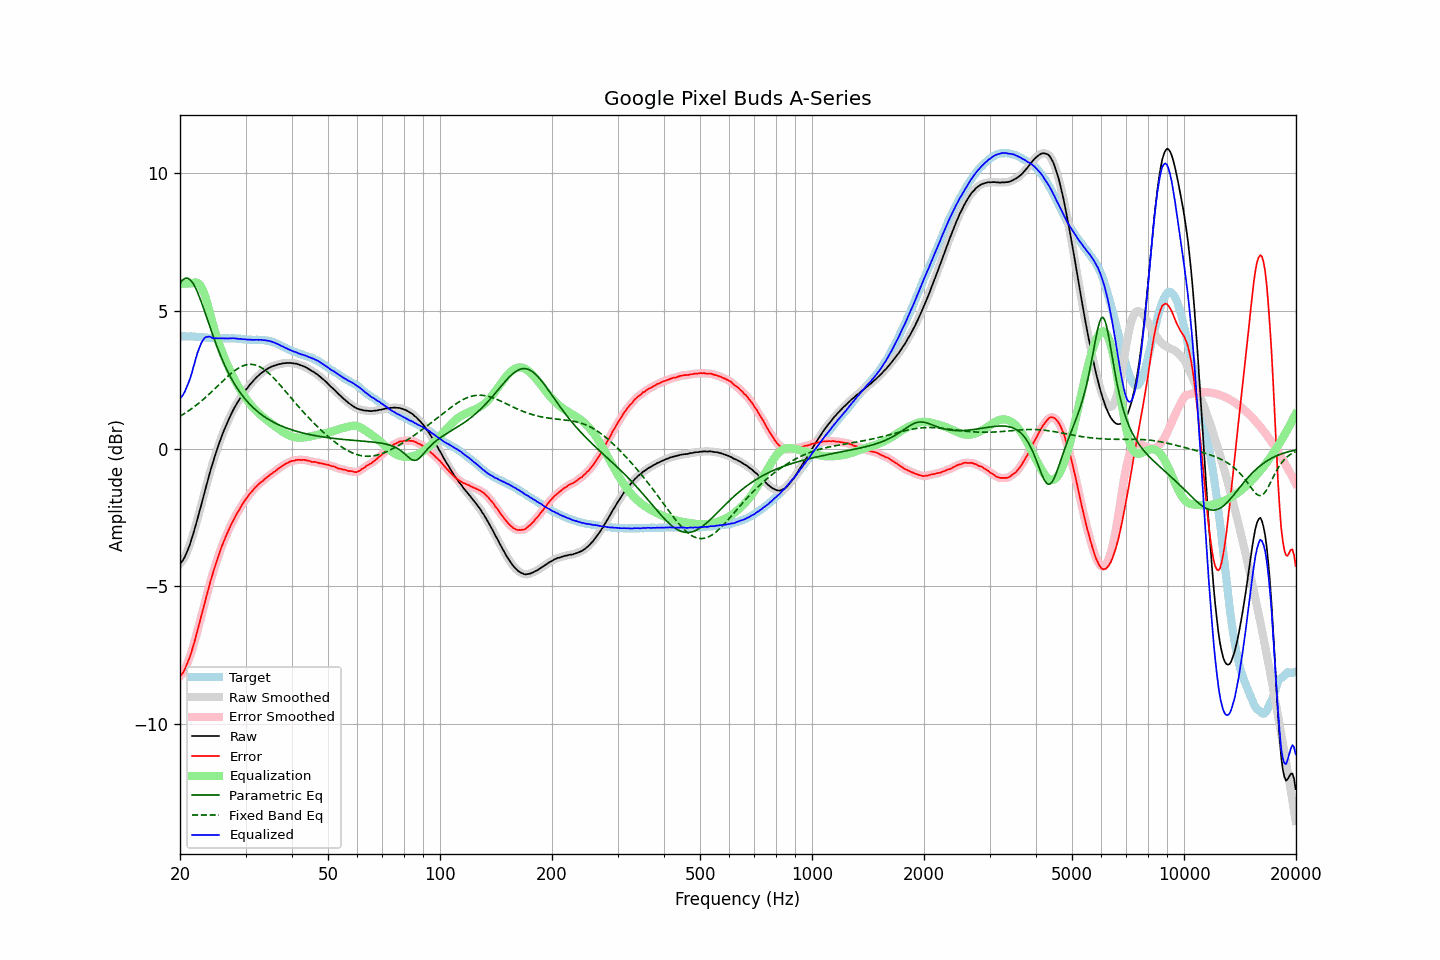 Google Pixel Buds A-Series
Amplitude (dBr)
10
5
0
−5
−10
Target
Raw Smoothed
Error Smoothed
Raw
Error
Equalization
Parametric Eq
Fixed Band Eq
Equalized
20 50 100 200 500 1000 2000 5000 10000 20000
Frequency (Hz)